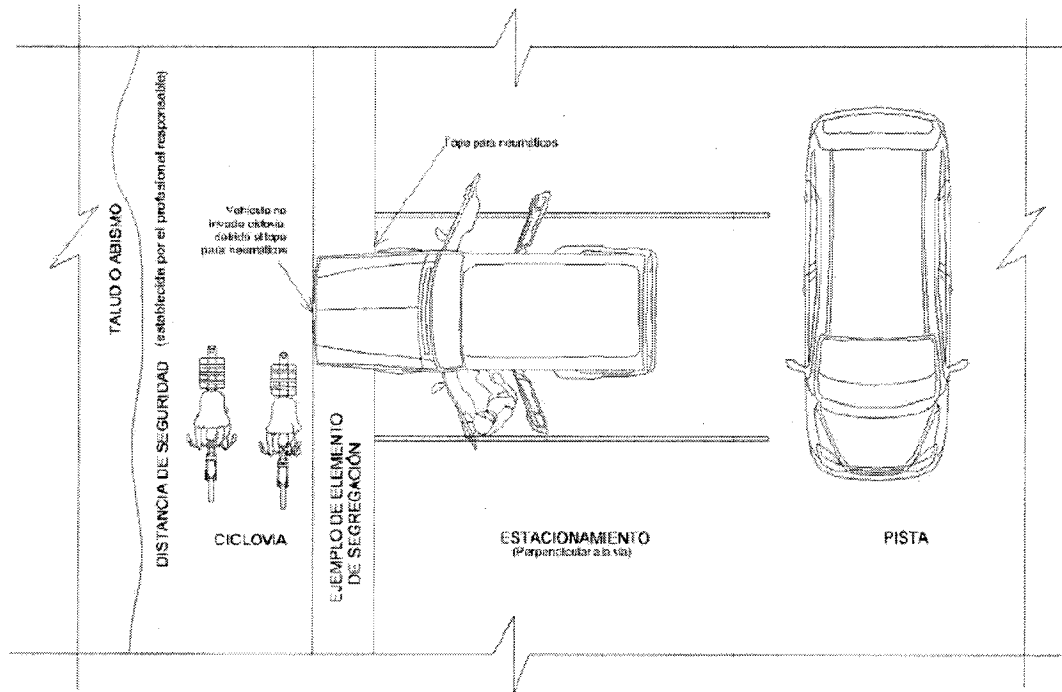 TALUD O ABISMO
DISTANCIA DE SEGURIDAD (establecida por el profesional responsable)
Vehículo no
invade ciclovía
debido al tope
para neumáticos
Tope para neumáticos
CICLOVIA
EJEMPLO DE ELEMENTO
DE SEGREGACIÓN
ESTACIONAMIENTO
(Perpendicular a la vía)
PISTA